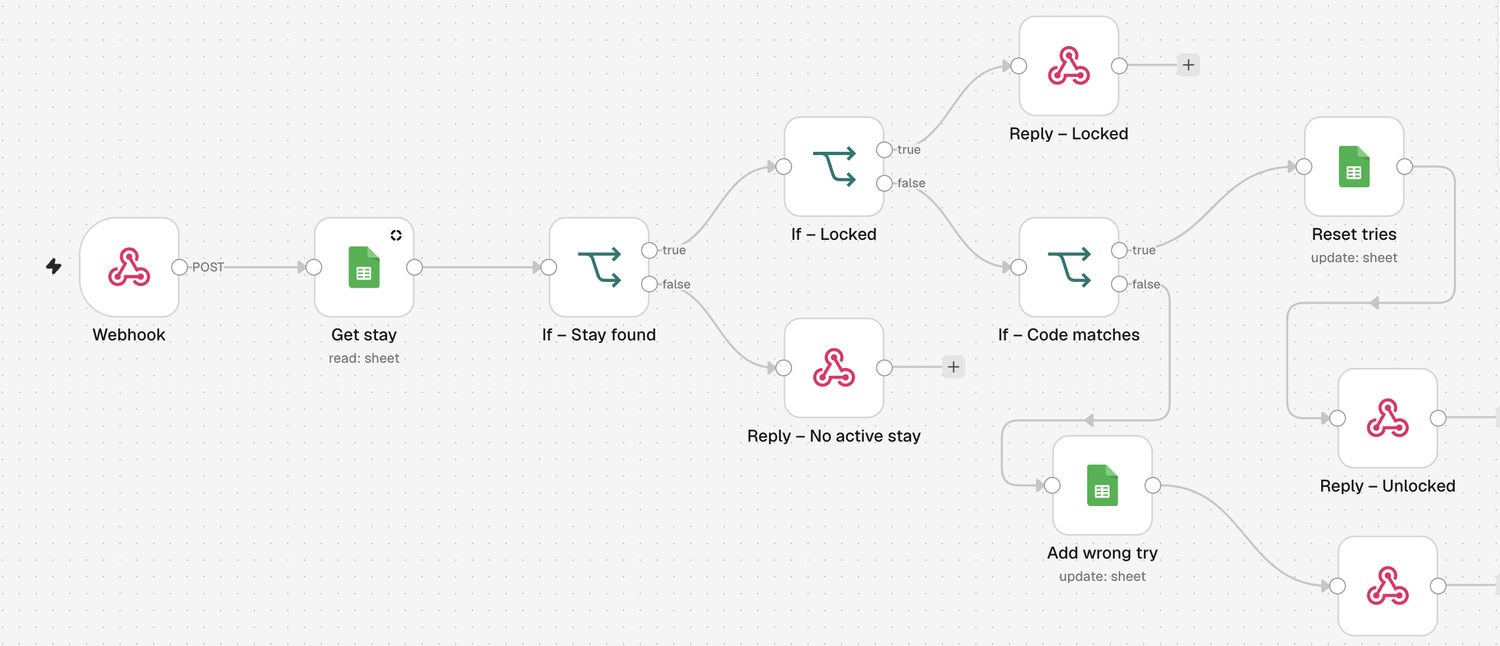 Reply – Locked
true
false
If – Locked
Reset tries
update: sheet
POST
Webhook
Get stay
read: sheet
true
false
If – Stay found
true
false
If – Code matches
Reply – No active stay
Reply – Unlocked
Add wrong try
update: sheet